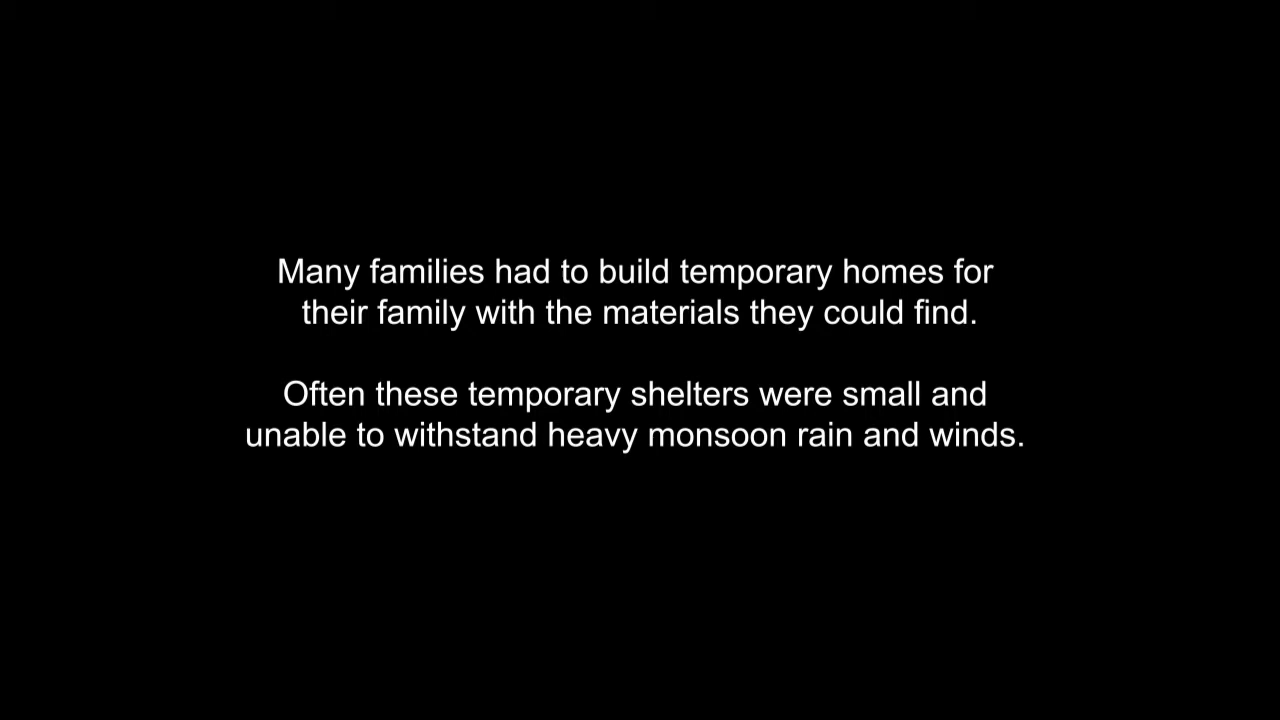 Many families had to build temporary homes for
their family with the materials they could find.
Often these temporary shelters were small and
unable to withstand heavy monsoon rain and winds.